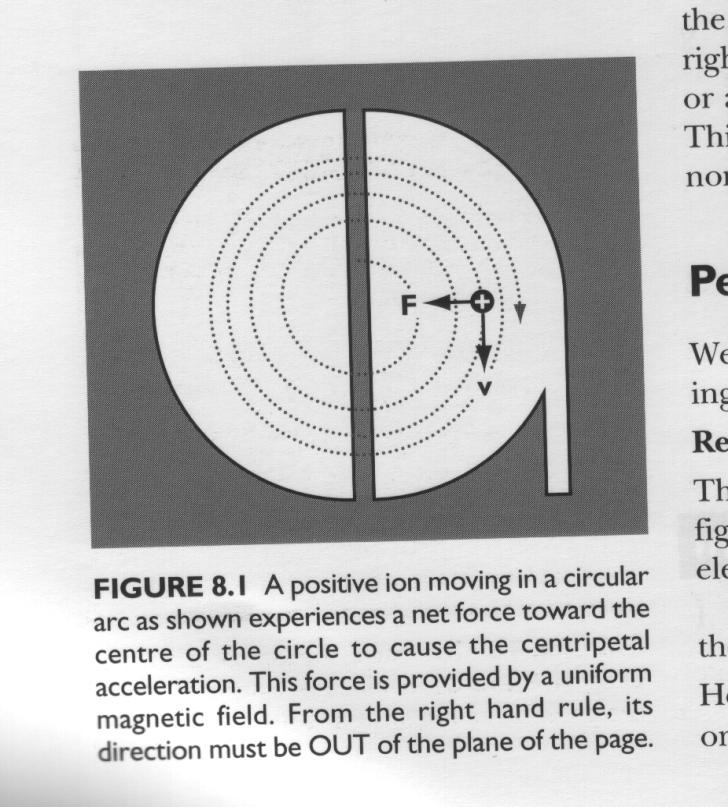 the
righ
or a
Thi
nor
F
+
v
Pe
We
ing
Re
Th
fig
ele
th
He
or
FIGURE 8.1 A positive ion moving in a circular
arc as shown experiences a net force toward the
centre of the circle to cause the centripetal
acceleration. This force is provided by a uniform
magnetic field. From the right hand rule, its
direction must be OUT of the plane of the page.